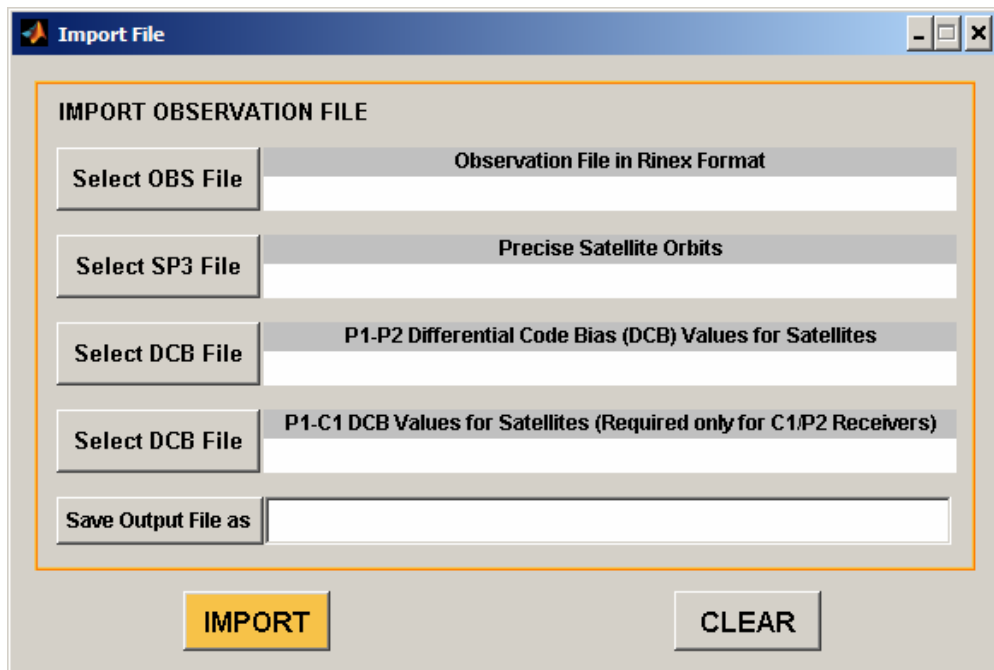 Import File
IMPORT OBSERVATION FILE
Select OBS File
Observation File in Rinex Format
Select SP3 File
Precise Satellite Orbits
Select DCB File
P1-P2 Differential Code Bias (DCB) Values for Satellites
Select DCB File
P1-C1 DCB Values for Satellites (Required only for C1/P2 Receivers)
Save Output File as
IMPORT
CLEAR